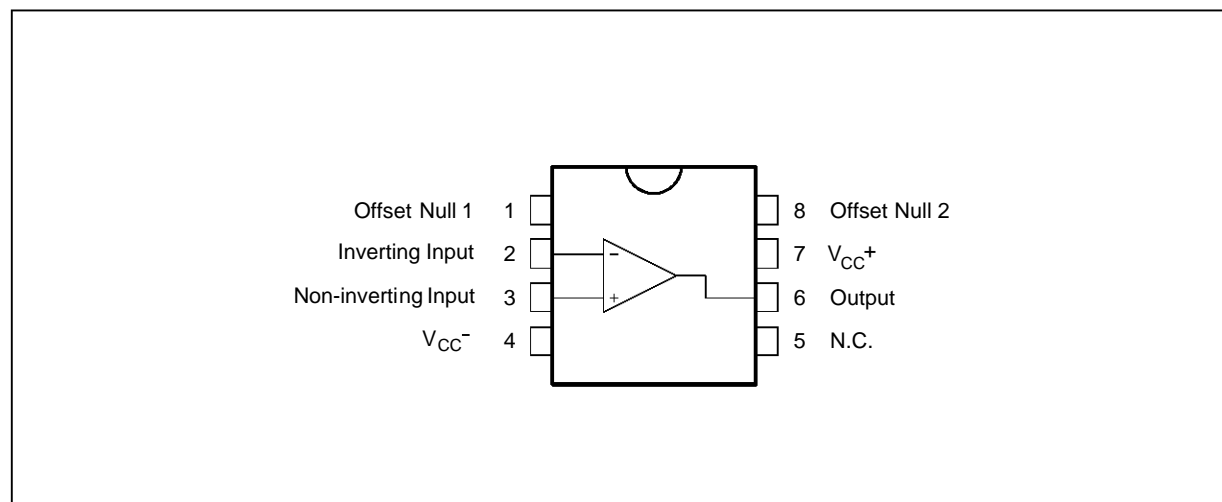 Offset Null 1 1
Inverting Input 2
Non-inverting Input 3
VCC- 4
8 Offset Null 2
7 VCC+
6 Output
5 N.C.
-
+